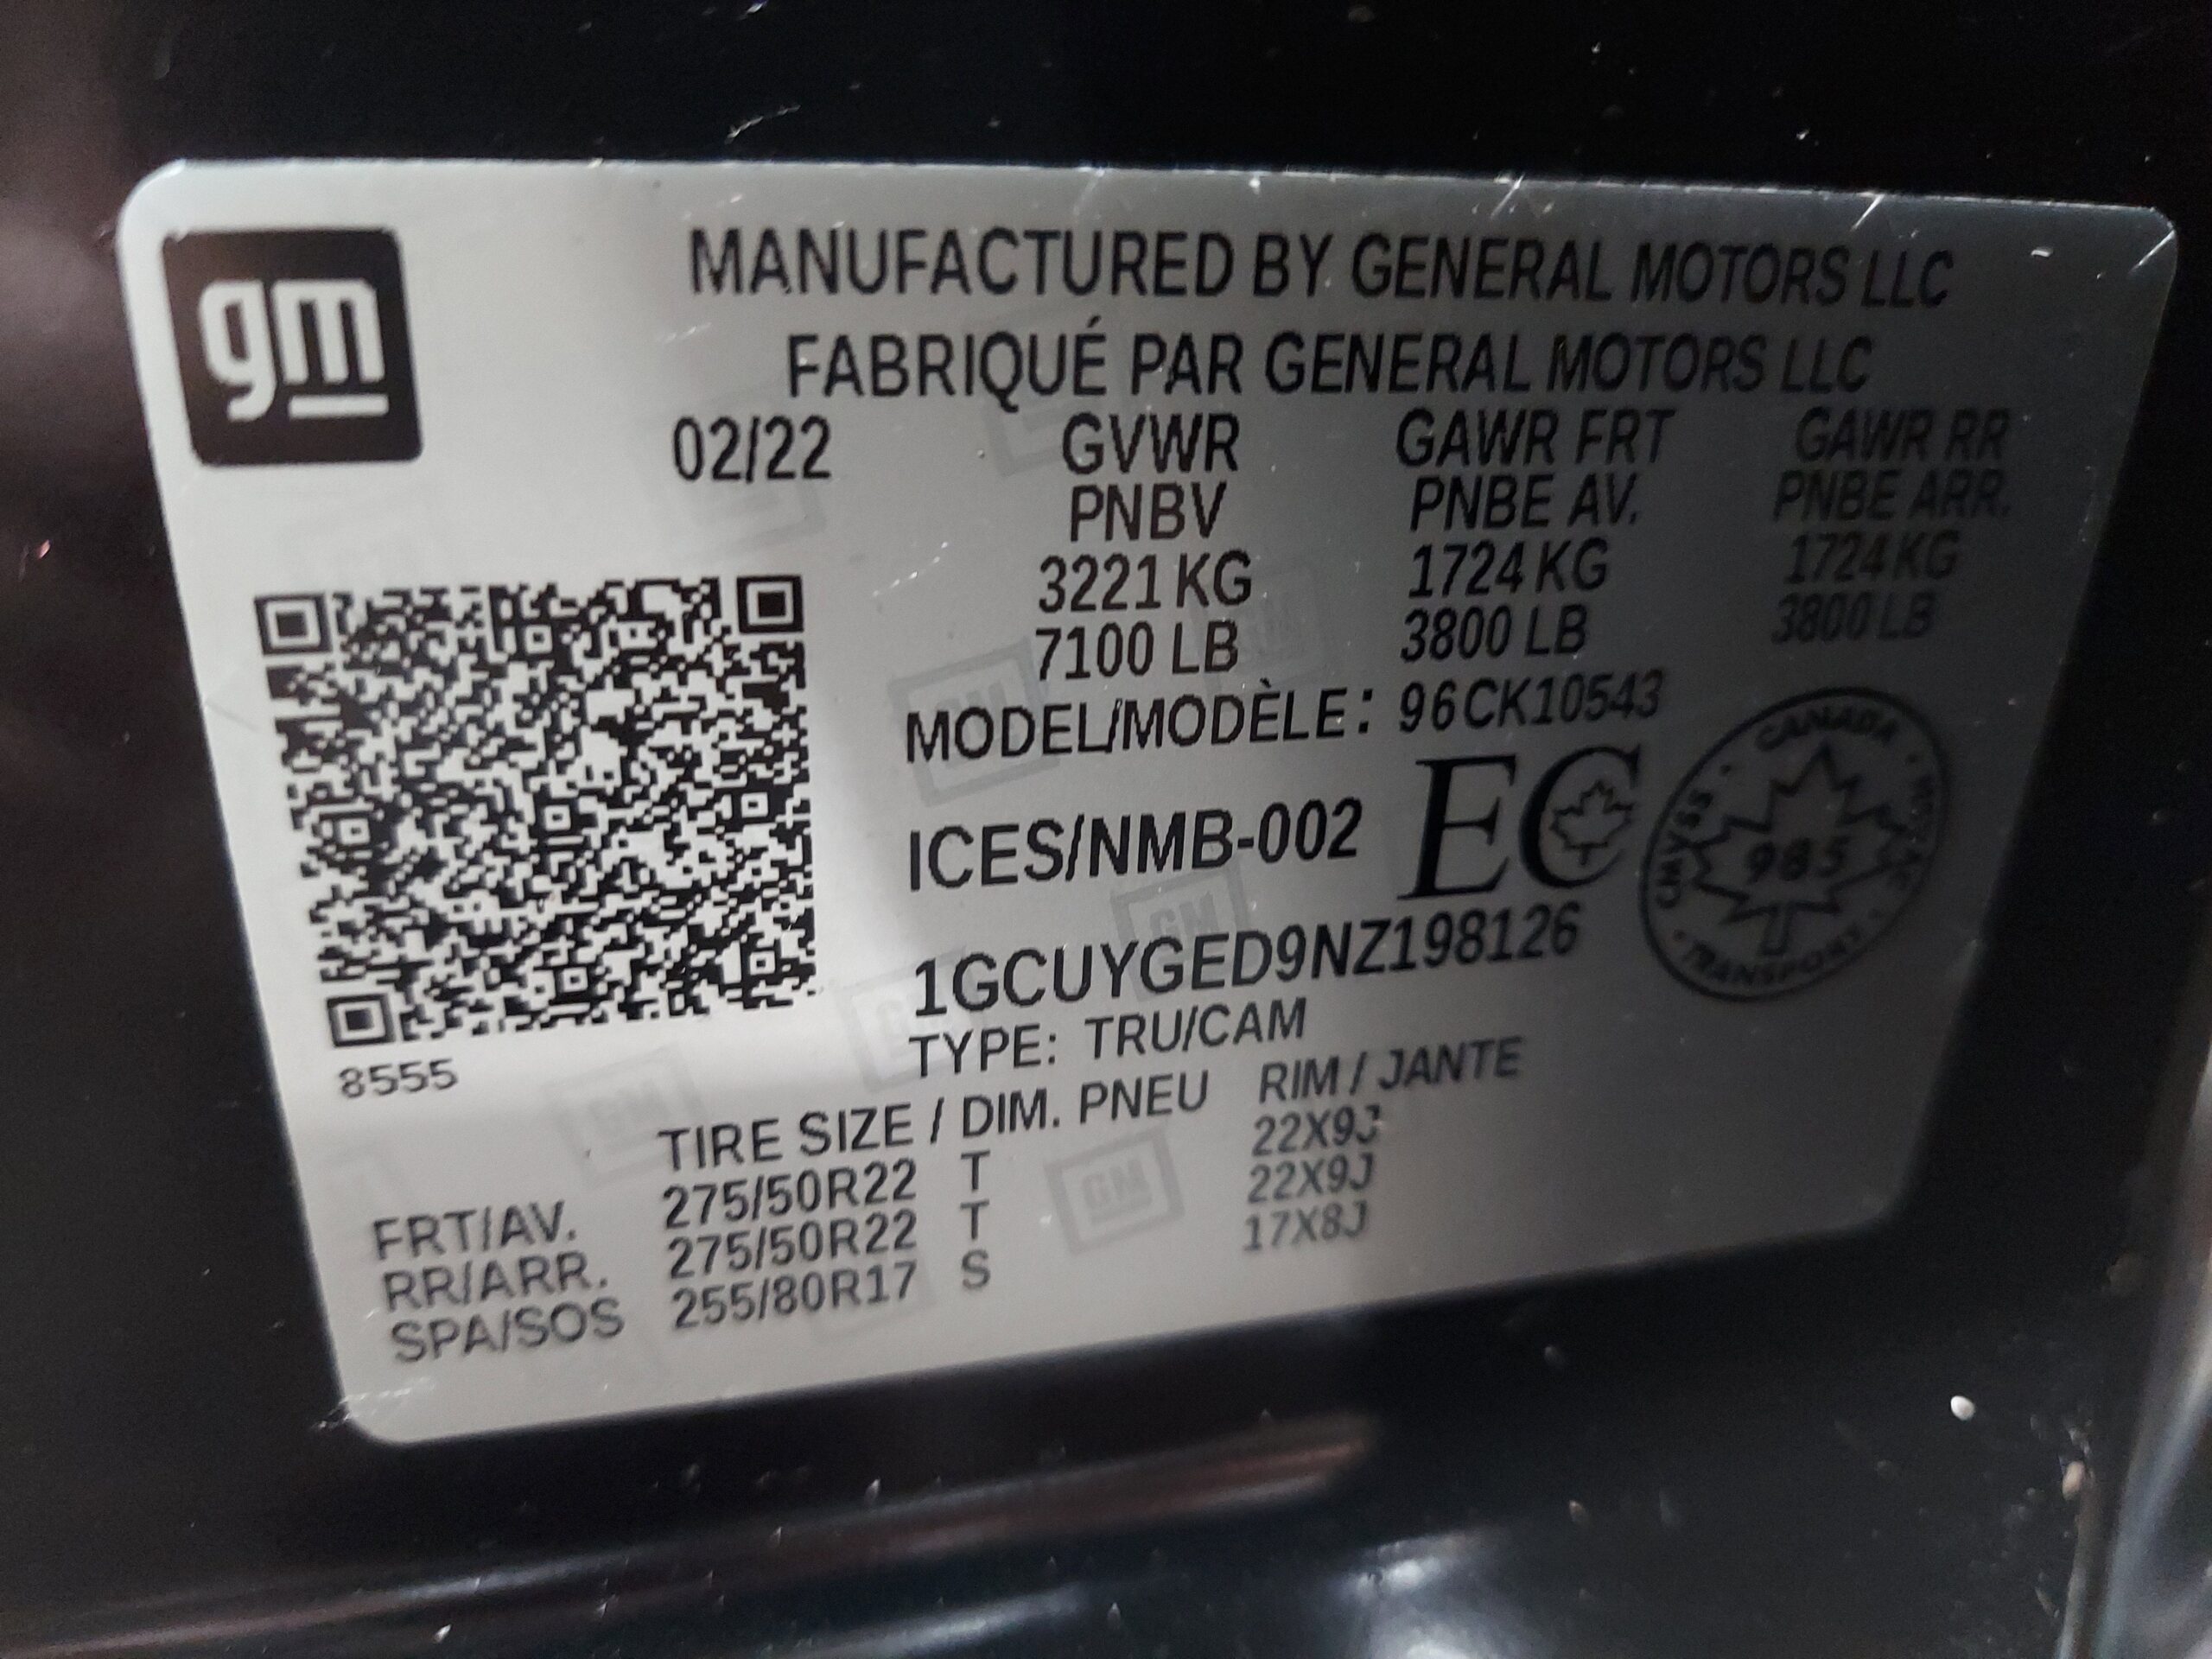 gm
MANUFACTURED BY GENERAL MOTORS LLC
FABRIQUÉ PAR GENERAL MOTORS LLC
02/22 GVWR GAWR FRT GAWR RR
PNBV PNBE AV. PNBE ARR.
3221 KG 1724 KG 1724 KG
7100 LB 3800 LB 3800 LB
MODEL/MODÈLE: 96CK10543
ICES/NMB-002 EC
CANADA
CMVSS
985
TRANSPORT
1GCUYGED9NZ198126
TYPE: TRU/CAM
8555
TIRE SIZE / DIM. PNEU RIM / JANTE
FRT/AV. 275/50R22 T 22X9J
RR/ARR. 275/50R22 T 22X9J
SPA/SOS 255/80R17 S 17X8J